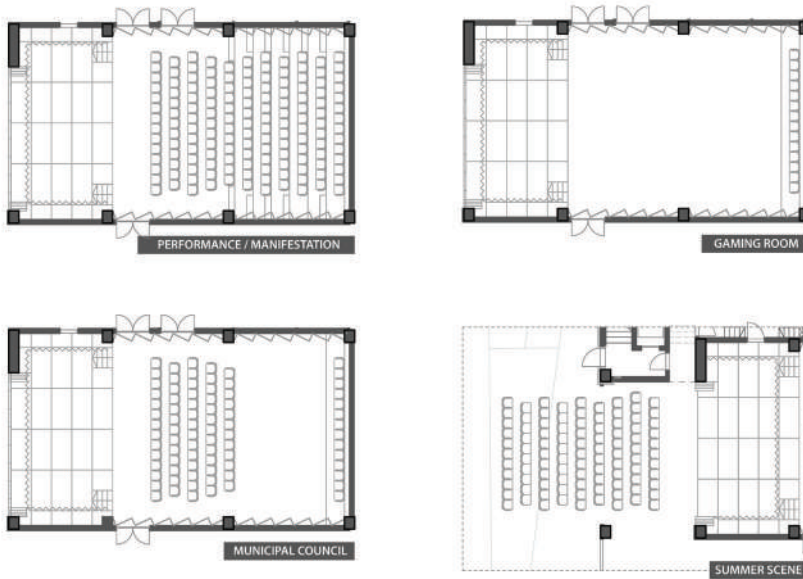 PERFORMANCE / MANIFESTATION
GAMING ROOM
MUNICIPAL COUNCIL
SUMMER SCENE